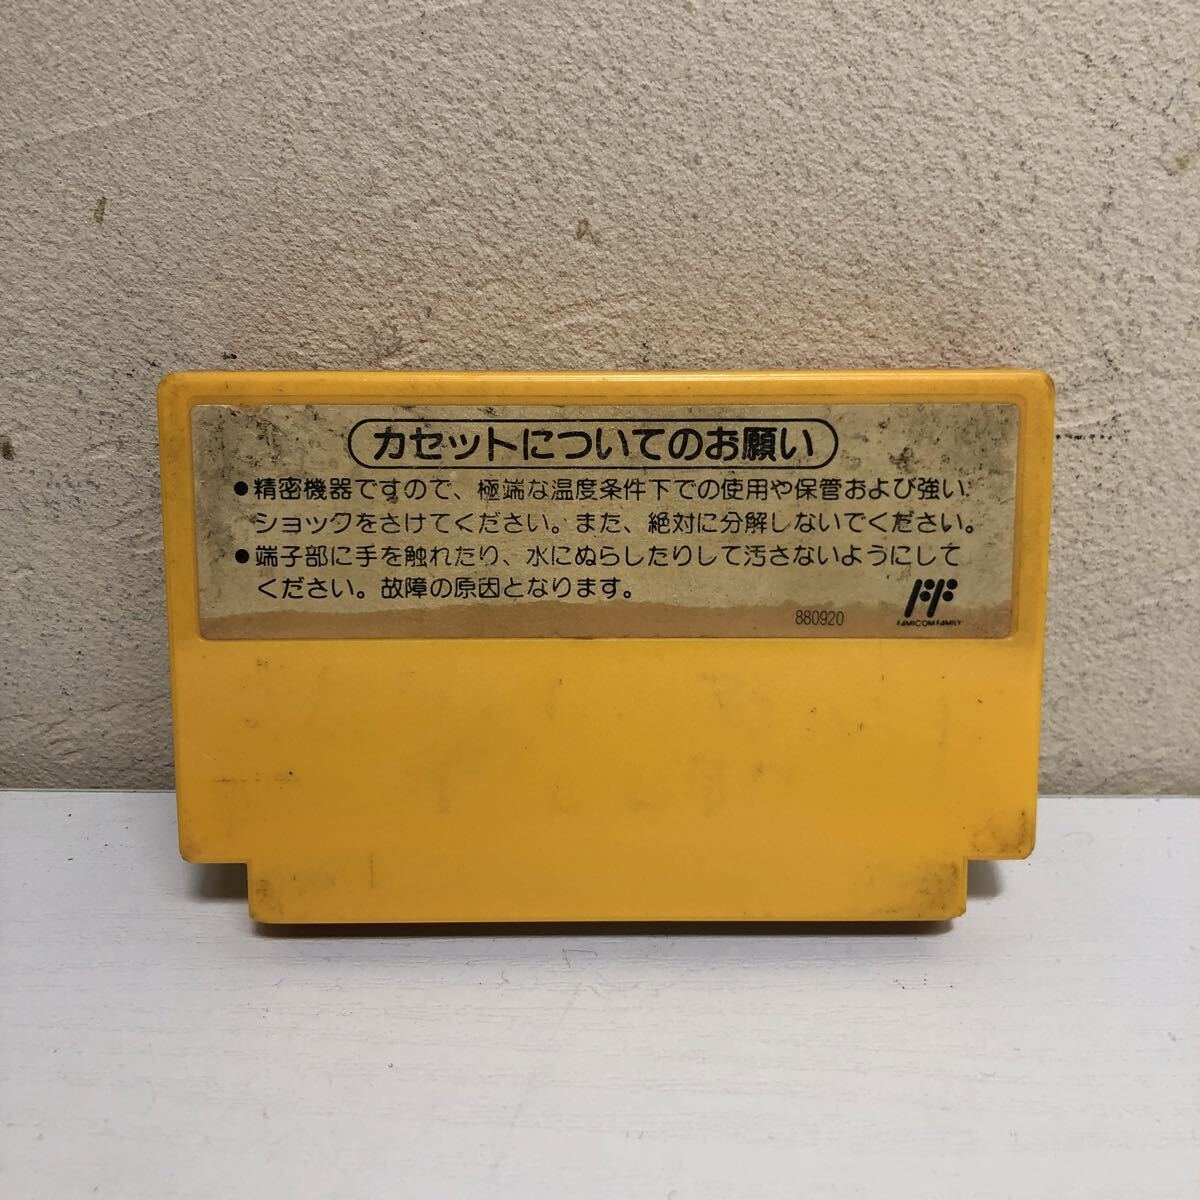 カセットについてのお願い
●精密機器ですので、極端な温度条件下での使用や保管および強い
ショックをさけてください。また、絶対に分解しないでください。
●端子部に手を触れたり、水にぬらしたりして汚さないようにして
ください。故障の原因となります。
880920
FAMICOM FAMILY